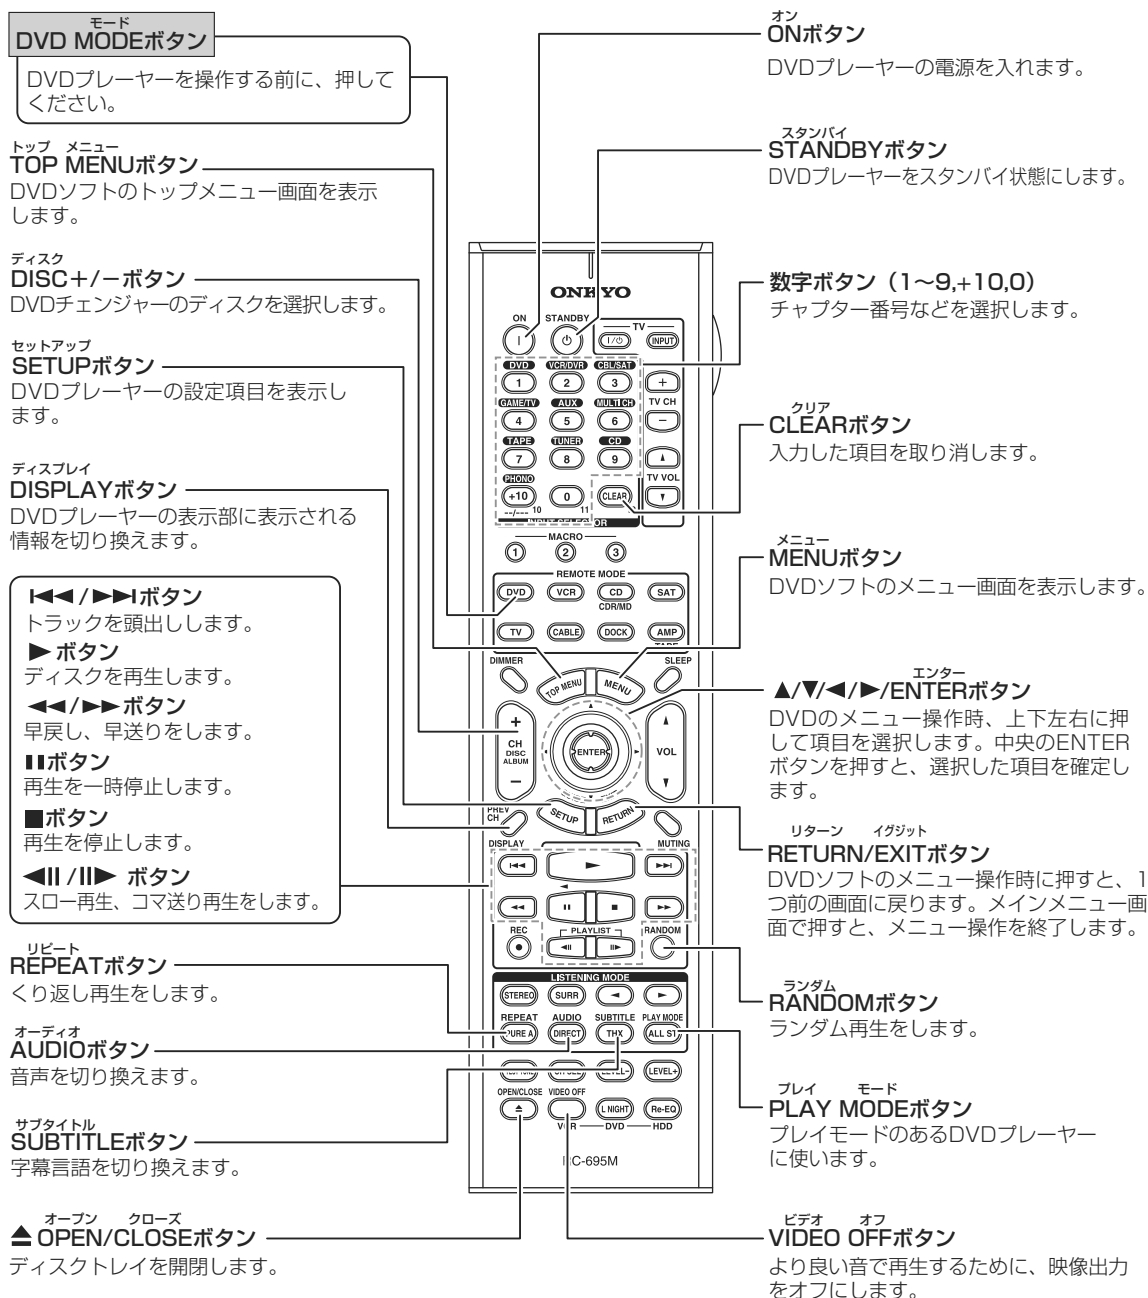 モード
DVD MODEボタン
DVDプレーヤーを操作する前に、押して
ください。
トップ メニュー
TOP MENUボタン
DVDソフトのトップメニュー画面を表示
します。
ディスク
DISC＋/−ボタン
DVDチェンジャーのディスクを選択します。
セットアップ
SETUPボタン
DVDプレーヤーの設定項目を表示し
ます。
ディスプレイ
DISPLAYボタン
DVDプレーヤーの表示部に表示される
情報を切り換えます。
I◀◀ / ▶▶Iボタン
トラックを頭出しします。
▶ ボタン
ディスクを再生します。
◀◀ / ▶▶ ボタン
早戻し、早送りをします。
❚❚ボタン
再生を一時停止します。
■ボタン
再生を停止します。
◀II / II▶ ボタン
スロー再生、コマ送り再生をします。
リピート
REPEATボタン
くり返し再生をします。
オーディオ
AUDIOボタン
音声を切り換えます。
サブタイトル
SUBTITLEボタン
字幕言語を切り換えます。
オープン クローズ
⏏ OPEN/CLOSEボタン
ディスクトレイを開閉します。
ONKYO
ON STANDBY TV
I I/⏻ INPUT
DVD VCR/DVR CBL/SAT
1 2 3 +
GAME/TV AUX MULTI CH TV CH
4 5 6 −
TAPE TUNER CD
7 8 9 ▲
PHONO TV VOL
+10 0 CLEAR ▼
--/--- 10 11
INPUT SELECTOR
MACRO
1 2 3
REMOTE MODE
DVD VCR CD SAT
CDR/MD
TV CABLE DOCK AMP
TAPE
DIMMER SLEEP
TOP MENU MENU
+ ▲
CH ENTER VOL
DISC
ALBUM
− ▼
PREV
CH SETUP RETURN
DISPLAY MUTING
I◀◀ ▶ ▶▶I
◀
◀◀ ❚❚ ■ ▶▶
REC PLAYLIST RANDOM
● ◀II II▶
LISTENING MODE
STEREO SURR ◀ ▶
REPEAT AUDIO SUBTITLE PLAY MODE
PURE A DIRECT THX ALL ST
LEVEL− LEVEL+
OPEN/CLOSE VIDEO OFF
⏏ L NIGHT Re-EQ
VCR DVD HDD
C-695M
オン
ONボタン
DVDプレーヤーの電源を入れます。
スタンバイ
STANDBYボタン
DVDプレーヤーをスタンバイ状態にします。
数字ボタン（1〜9,+10,0）
チャプター番号などを選択します。
クリア
CLEARボタン
入力した項目を取り消します。
メニュー
MENUボタン
DVDソフトのメニュー画面を表示します。
エンター
▲/▼/◀/▶/ENTERボタン
DVDのメニュー操作時、上下左右に押
して項目を選択します。中央のENTER
ボタンを押すと、選択した項目を確定し
ます。
リターン イグジット
RETURN/EXITボタン
DVDソフトのメニュー操作時に押すと、1
つ前の画面に戻ります。メインメニュー画
面で押すと、メニュー操作を終了します。
ランダム
RANDOMボタン
ランダム再生をします。
プレイ モード
PLAY MODEボタン
プレイモードのあるDVDプレーヤー
に使います。
ビデオ オフ
VIDEO OFFボタン
より良い音で再生するために、映像出力
をオフにします。